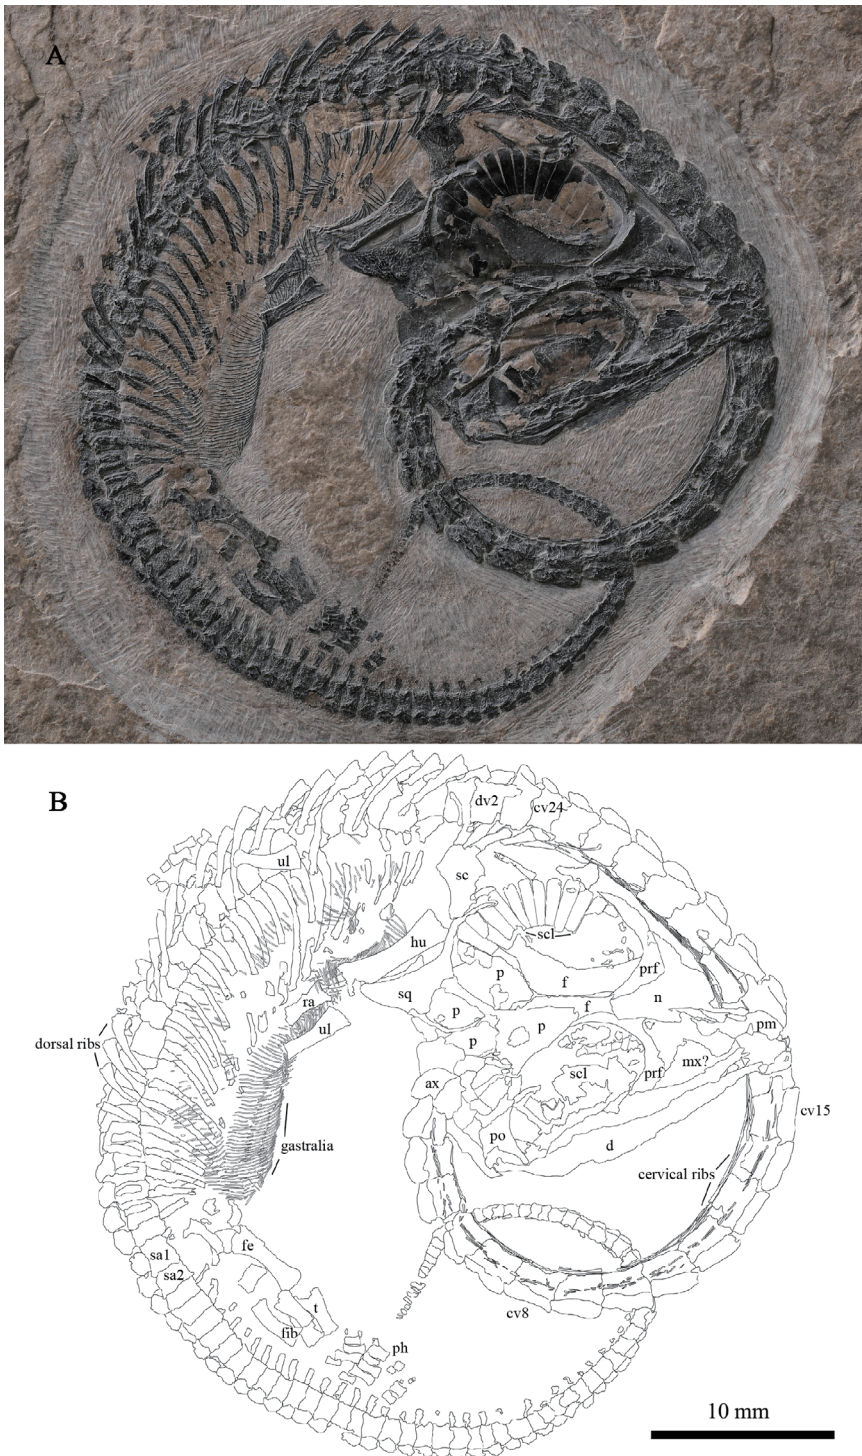 A
B
dv2
cv24
ul
sc
scl
hu
p
f
prf
sq
p
f
n
ra
p
pm
ul
dorsal ribs
p
scl
prf
mx?
ax
cv15
po
d
gastralia
cervical ribs
sa1
fe
sa2
t
cv8
fib
ph
10 mm